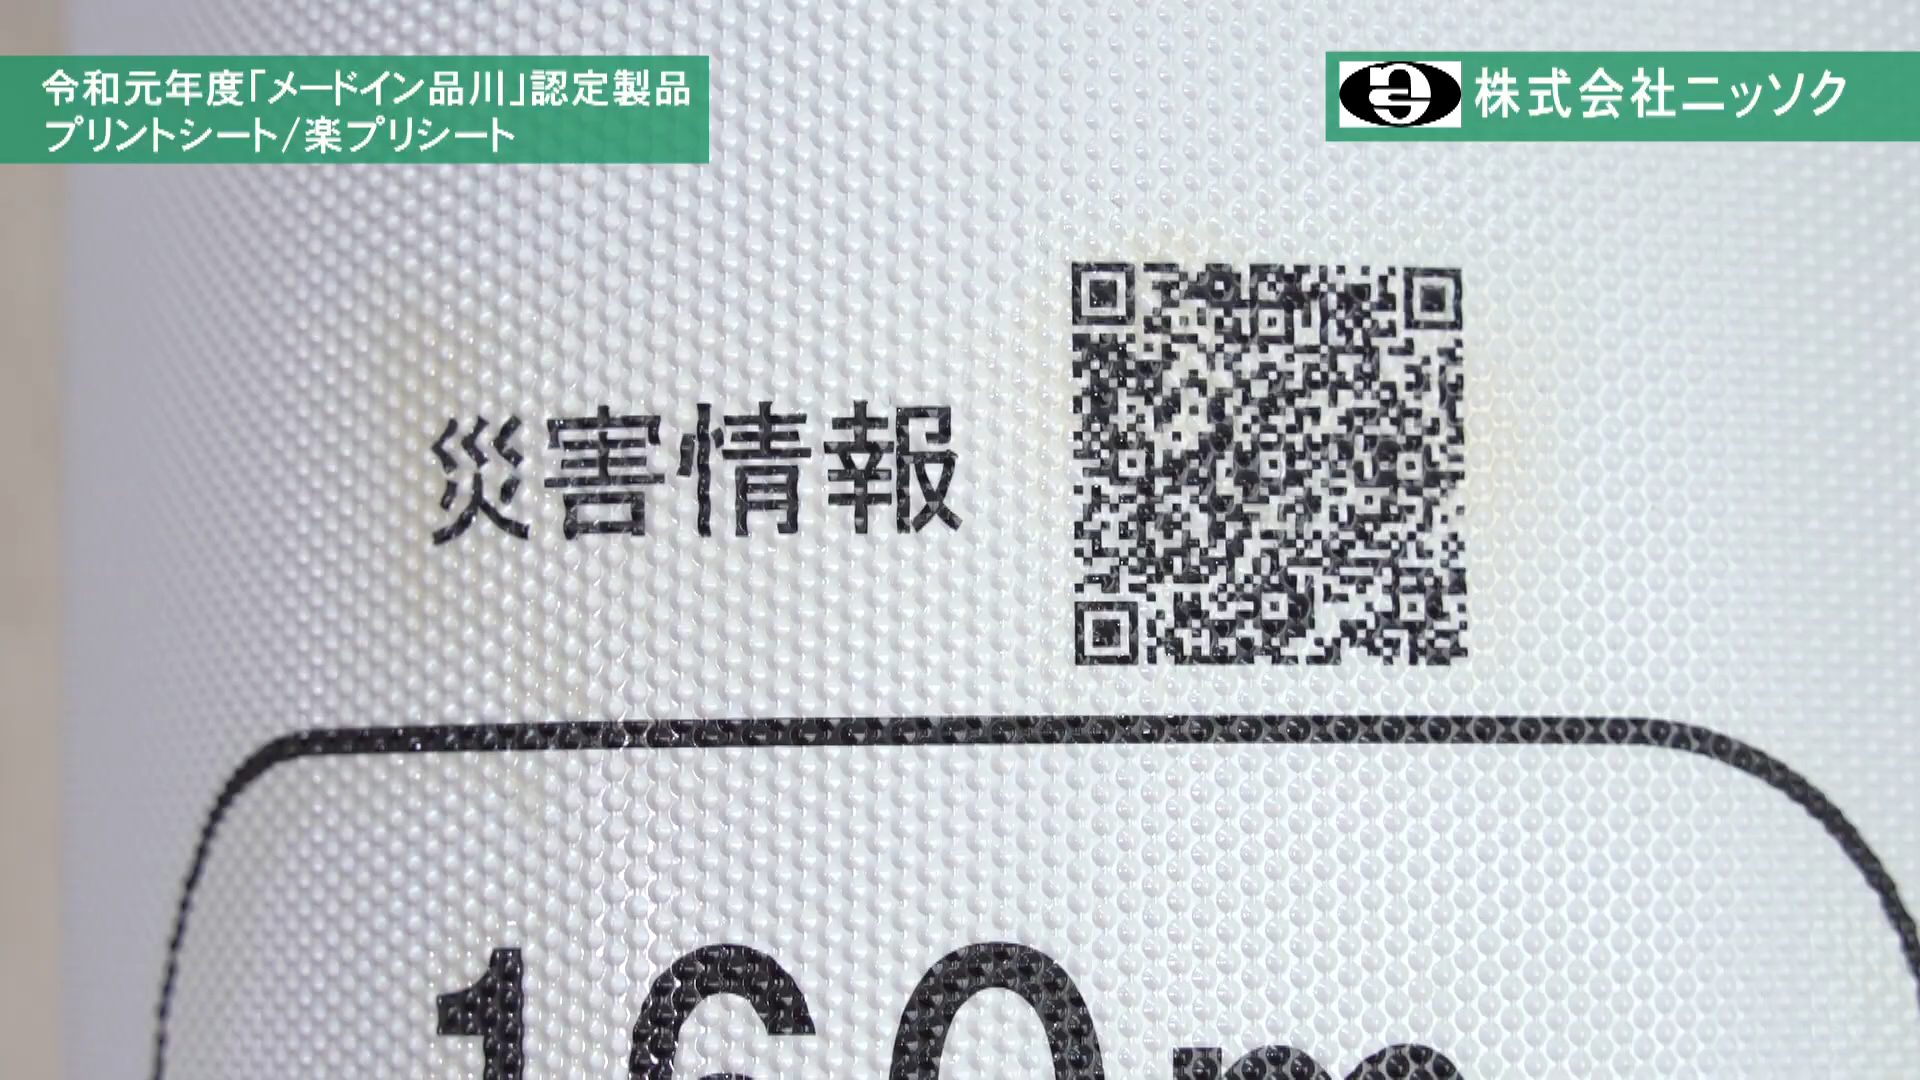 令和元年度「メードイン品川」認定製品
プリントシート/楽プリシート
株式会社ニッソク
災害情報
160m